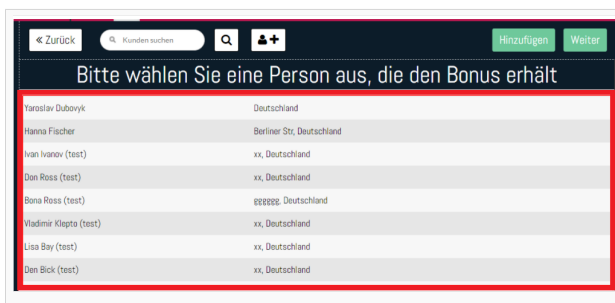 « Zurück Kunden suchen Hinzufügen Weiter
Bitte wählen Sie eine Person aus, die den Bonus erhält
Yaroslav Dubovyk Deutschland
Hanna Fischer Berliner Str, Deutschland
Ivan Ivanov (test) xx, Deutschland
Don Ross (test) xx, Deutschland
Bona Ross (test) gggggg, Deutschland
Vladimir Klepto (test) xx, Deutschland
Lisa Bay (test) xx, Deutschland
Den Bick (test) xx, Deutschland